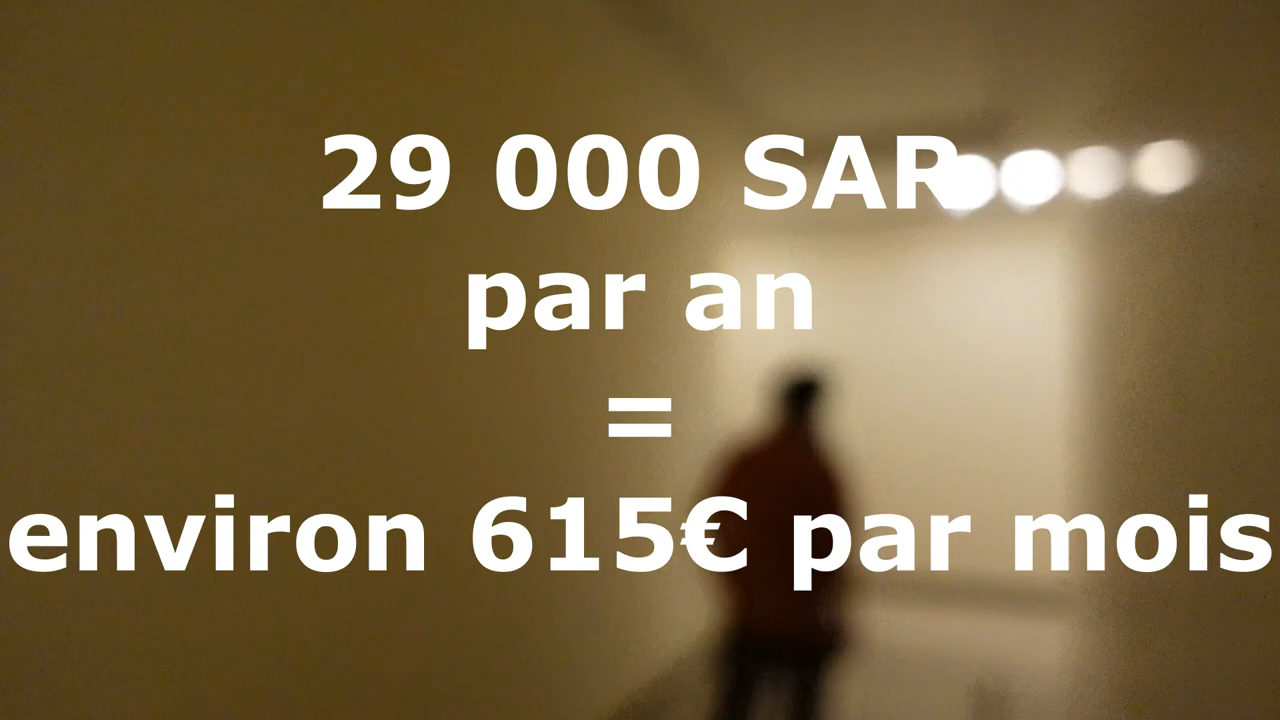 29 000 SAR
par an
=
environ 615€ par mois